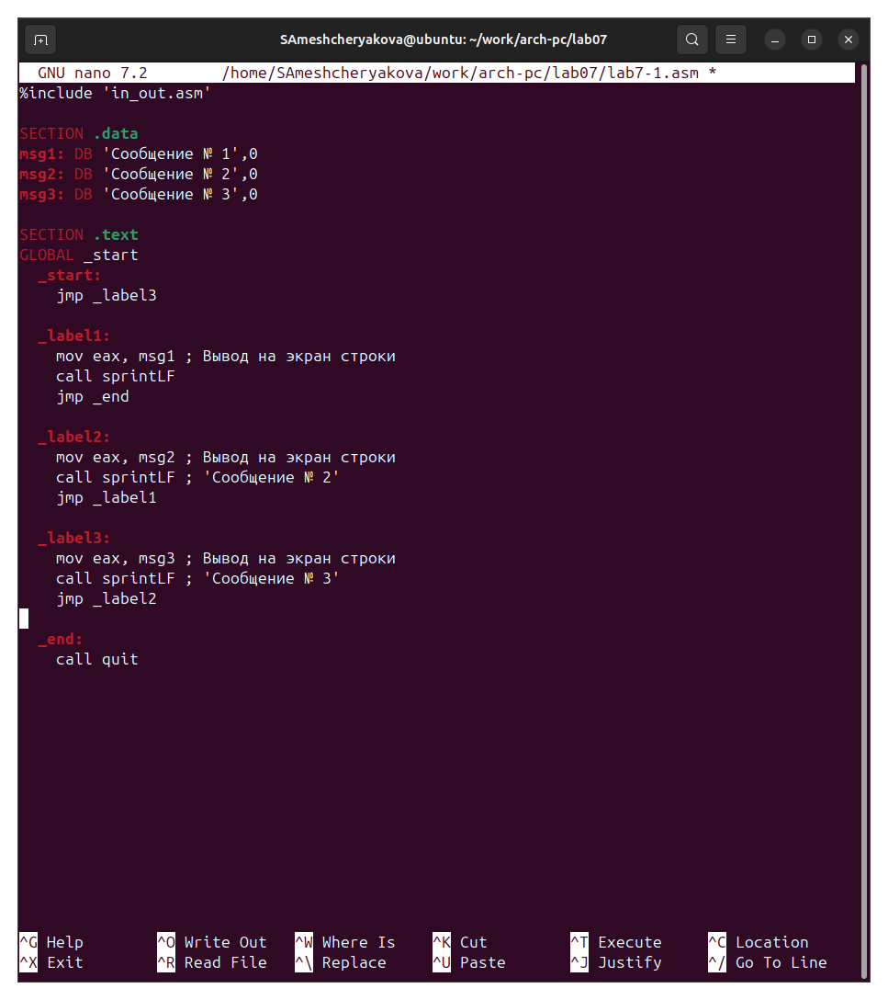 SAmeshcheryakova@ubuntu: ~/work/arch-pc/lab07
GNU nano 7.2 /home/SAmeshcheryakova/work/arch-pc/lab07/lab7-1.asm *
%include 'in_out.asm'

SECTION .data
msg1: DB 'Сообщение № 1',0
msg2: DB 'Сообщение № 2',0
msg3: DB 'Сообщение № 3',0

SECTION .text
GLOBAL _start
  _start:
    jmp _label3

  _label1:
    mov eax, msg1 ; Вывод на экран строки
    call sprintLF
    jmp _end

  _label2:
    mov eax, msg2 ; Вывод на экран строки
    call sprintLF ; 'Сообщение № 2'
    jmp _label1

  _label3:
    mov eax, msg3 ; Вывод на экран строки
    call sprintLF ; 'Сообщение № 3'
    jmp _label2

  _end:
    call quit

^G Help ^O Write Out ^W Where Is ^K Cut ^T Execute ^C Location
^X Exit ^R Read File ^\ Replace ^U Paste ^J Justify ^/ Go To Line